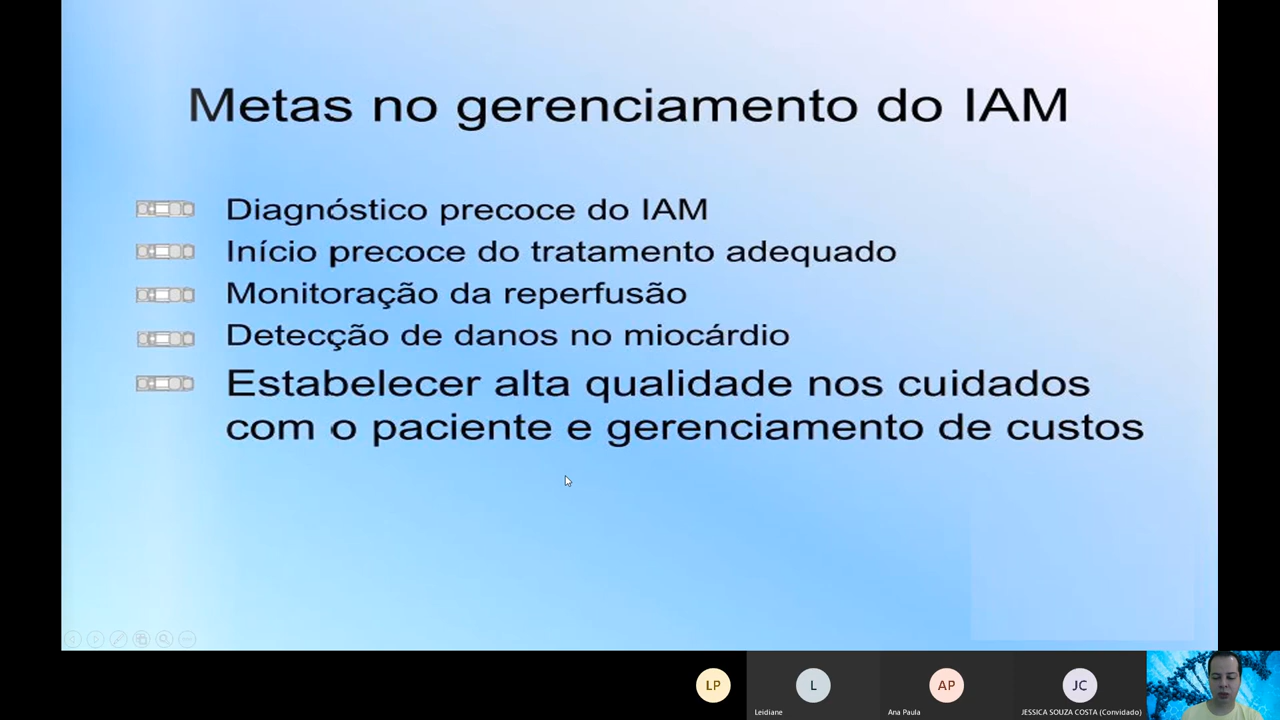 Metas no gerenciamento do IAM
Diagnóstico precoce do IAM
Início precoce do tratamento adequado
Monitoração da reperfusão
Detecção de danos no miocárdio
Estabelecer alta qualidade nos cuidados
com o paciente e gerenciamento de custos
LP
L
AP
JC
Leidiane
Ana Paula
JESSICA SOUZA COSTA (Convidado)